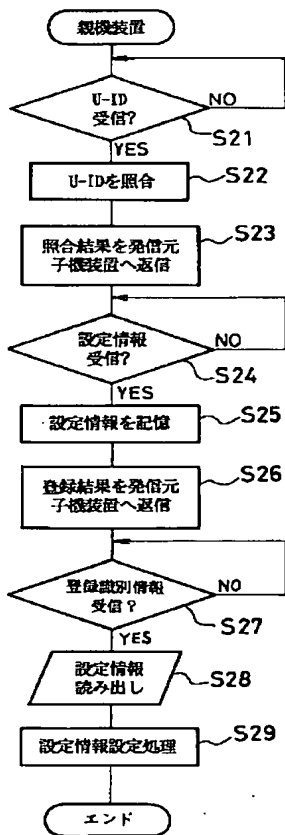 親機装置
U-ID
受信?
NO
S21
YES
U-IDを照合
S22
照合結果を発信元
子機装置へ返信
S23
設定情報
受信?
NO
S24
YES
設定情報を記憶
S25
登録結果を発信元
子機装置へ返信
S26
登録識別情報
受信?
NO
S27
YES
設定情報
読み出し
S28
設定情報設定処理
S29
エンド